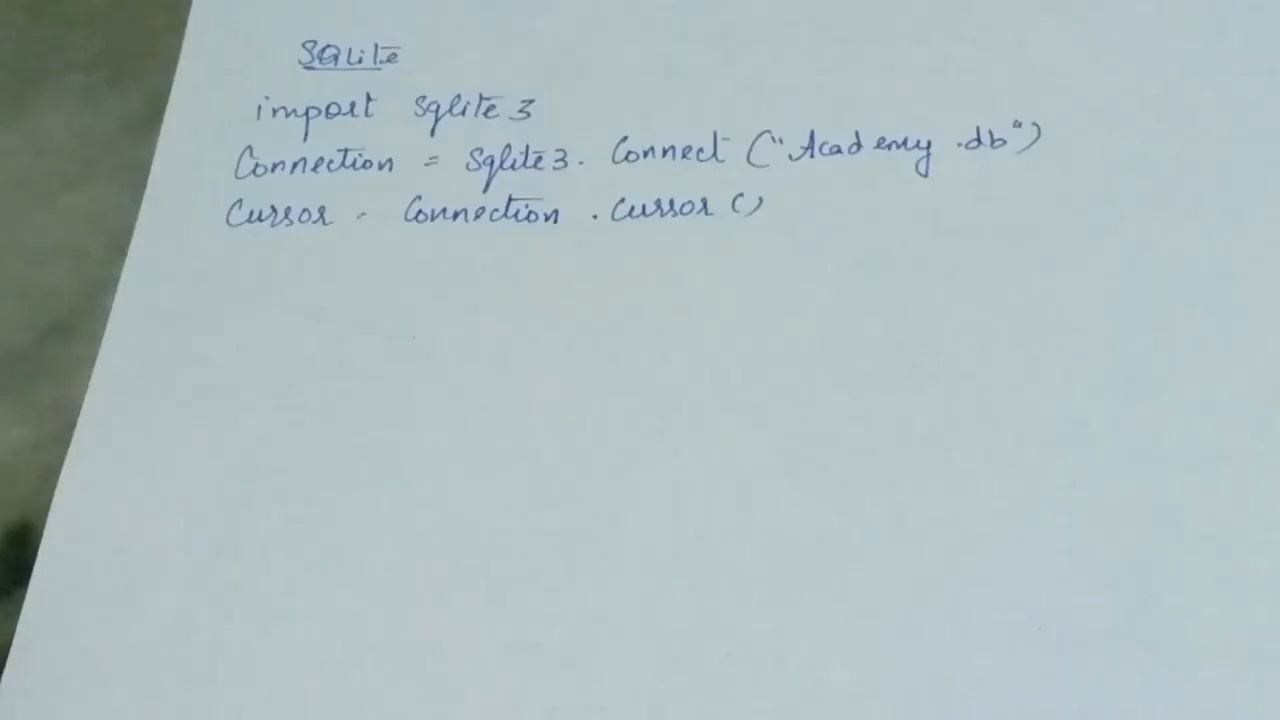 SQLite
import sqlite3
Connection = Sqlite3. Connect ("Academy.db")
Cursor - Connection . Cursor ()